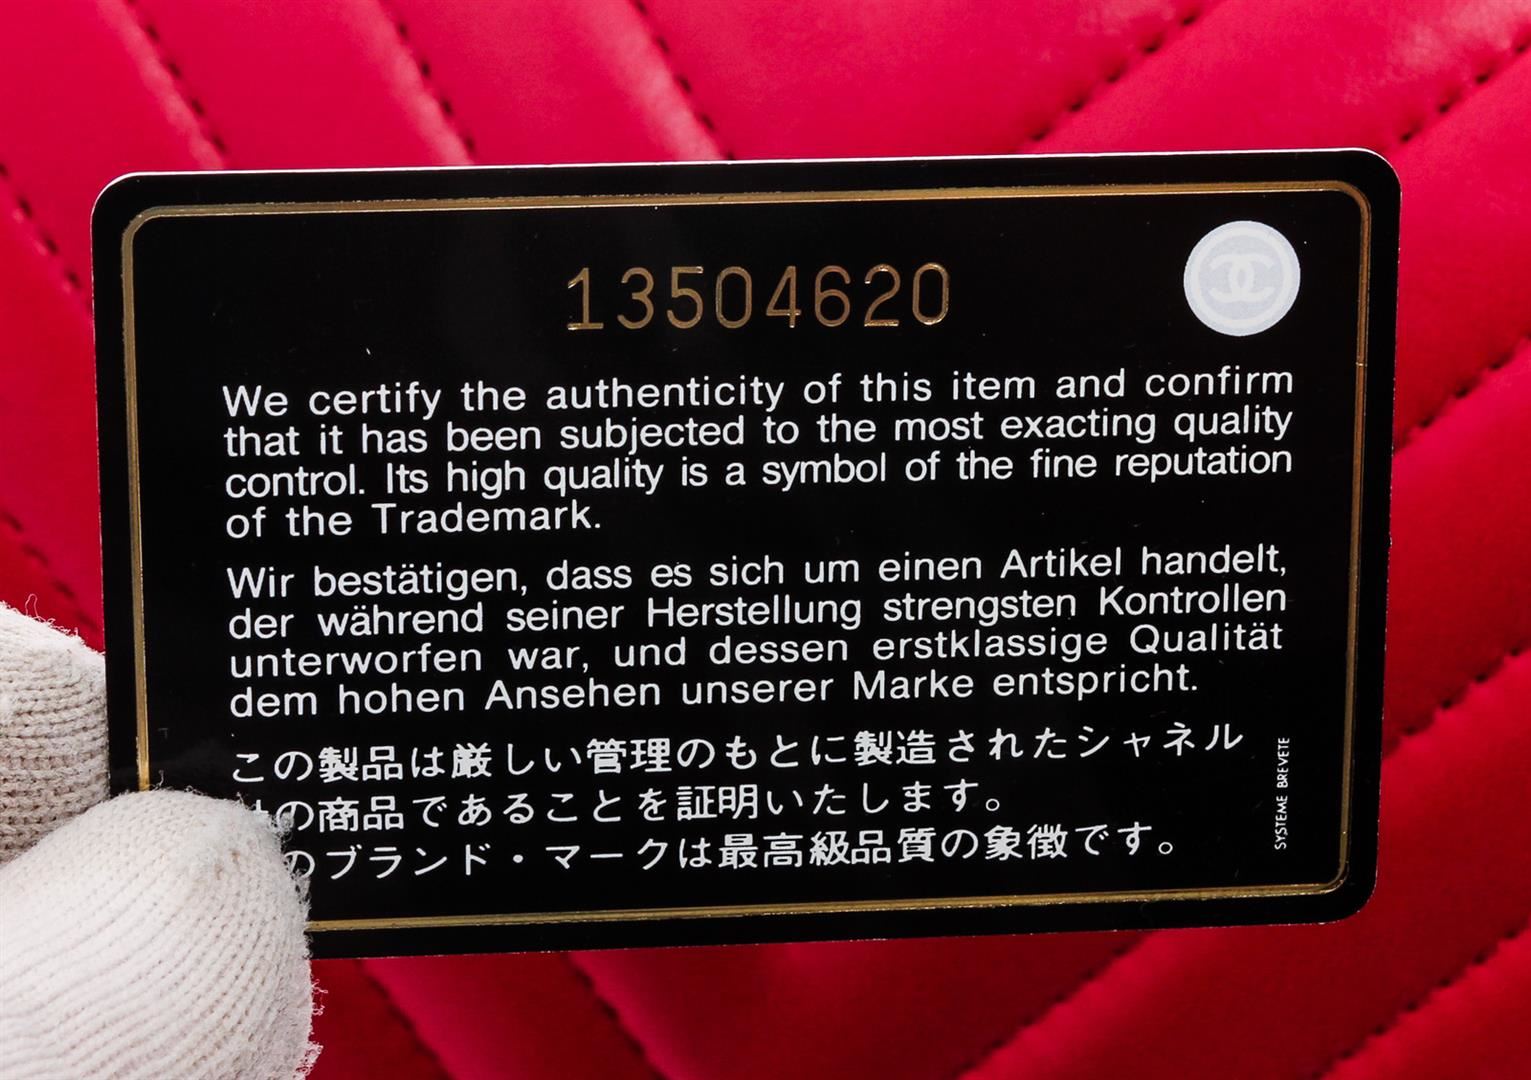 13504620
We certify the authenticity of this item and confirm
that it has been subjected to the most exacting quality
control. Its high quality is a symbol of the fine reputation
of the Trademark.
Wir bestätigen, dass es sich um einen Artikel handelt,
der während seiner Herstellung strengsten Kontrollen
unterworfen war, und dessen erstklassige Qualität
dem hohen Ansehen unserer Marke entspricht.
この製品は厳しい管理のもとに製造されたシャネル
の商品であることを証明いたします。
のブランド・マークは最高級品質の象徴です。
SYSTEME BREVETE